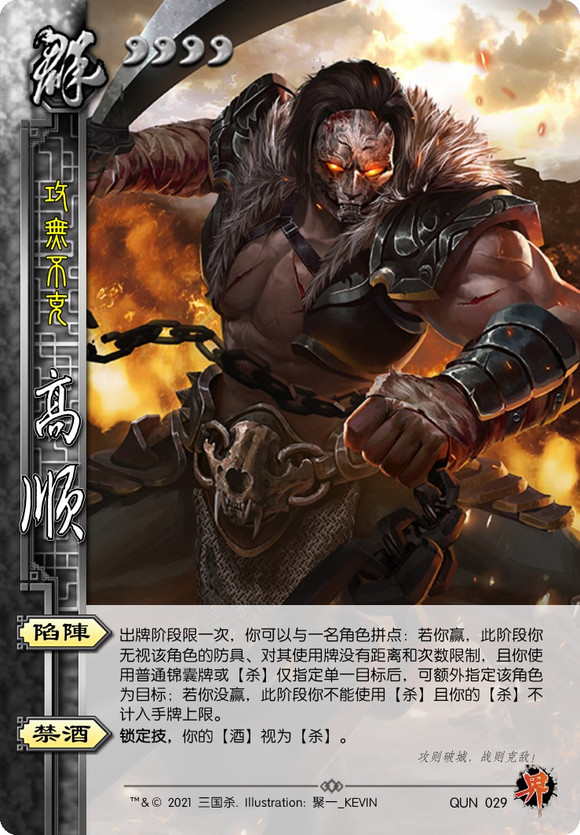 群
攻無不克
高順
陷陣
出牌阶段限一次，你可以与一名角色拼点：若你赢，此阶段你
无视该角色的防具、对其使用牌没有距离和次数限制，且你使
用普通锦囊牌或【杀】仅指定单一目标后，可额外指定该角色
为目标；若你没赢，此阶段你不能使用【杀】且你的【杀】不
计入手牌上限。
禁酒
锁定技，你的【酒】视为【杀】。
攻则破城，战则克敌！
™&© 2021 三国杀. Illustration: 聚一_KEVIN
QUN 029
界